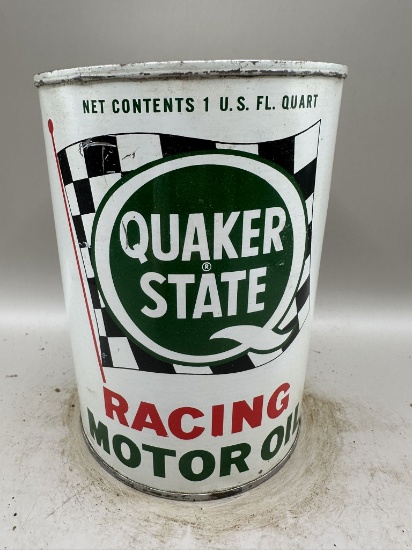 NET CONTENTS 1 U.S. FL. QUART
QUAKER
®
STATE
RACING
MOTOR OIL